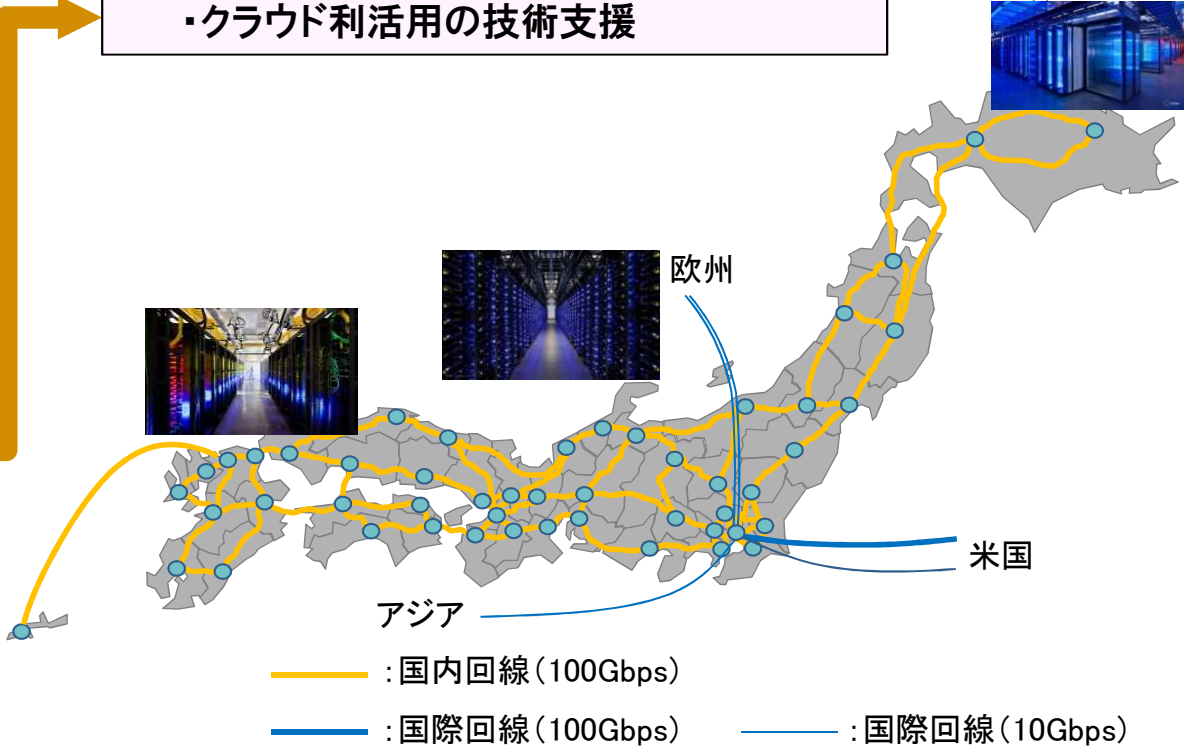 ・クラウド利活用の技術支援
欧州
米国
アジア
:国内回線(100Gbps)
:国際回線(100Gbps) :国際回線(10Gbps)